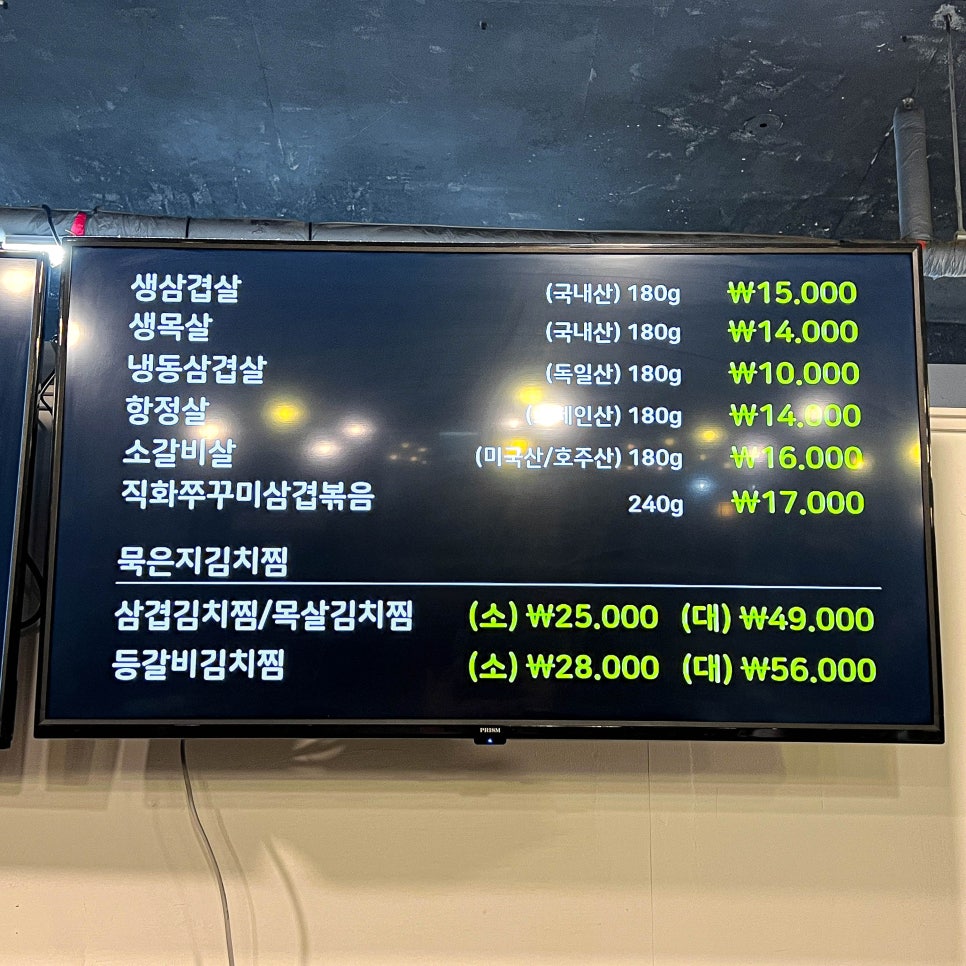 생삼겹살 (국내산) 180g ₩15.000
생목살 (국내산) 180g ₩14.000
냉동삼겹살 (독일산) 180g ₩10.000
항정살 180g ₩14.000
소갈비살 (미국산/호주산) 180g ₩16.000
직화쭈꾸미삼겹볶음 240g ₩17.000
묵은지김치찜
삼겹김치찜/목살김치찜 (소) ₩25.000 (대) ₩49.000
등갈비김치찜 (소) ₩28.000 (대) ₩56.000
PRISM